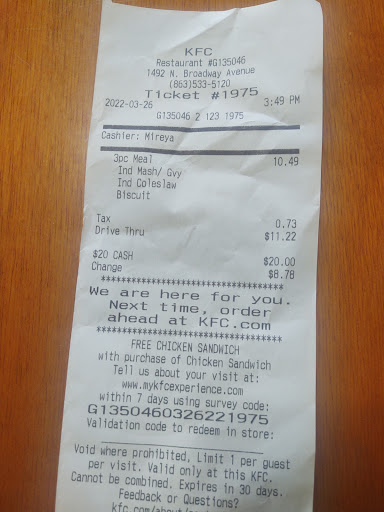 KFC
Restaurant #G135046
1492 N. Broadway Avenue
(863)533-5120
Ticket #1975
2022-03-26 3:49 PM
G135046 2 123 1975
Cashier: Mireya
3pc Meal 10.49
Ind Mash/ Gvy
Ind Coleslaw
Biscuit
Tax 0.73
Drive Thru $11.22
$20 CASH $20.00
Change $8.78
************************************
We are here for you.
Next time, order
ahead at KFC.com
************************************
FREE CHICKEN SANDWICH
with purchase of Chicken Sandwich
Tell us about your visit at:
www.mykfcexperience.com
within 7 days using survey code:
G1350460326221975
Validation code to redeem in store:
Void where prohibited. Limit 1 per guest
per visit. Valid only at this KFC.
Cannot be combined. Expires in 30 days.
Feedback or Questions?
kfc.com/about/